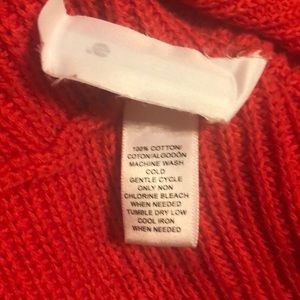 100% COTTON/
COTON/ALGODÓN
MACHINE WASH
COLD
GENTLE CYCLE
ONLY NON
CHLORINE BLEACH
WHEN NEEDED
TUMBLE DRY LOW
COOL IRON
WHEN NEEDED